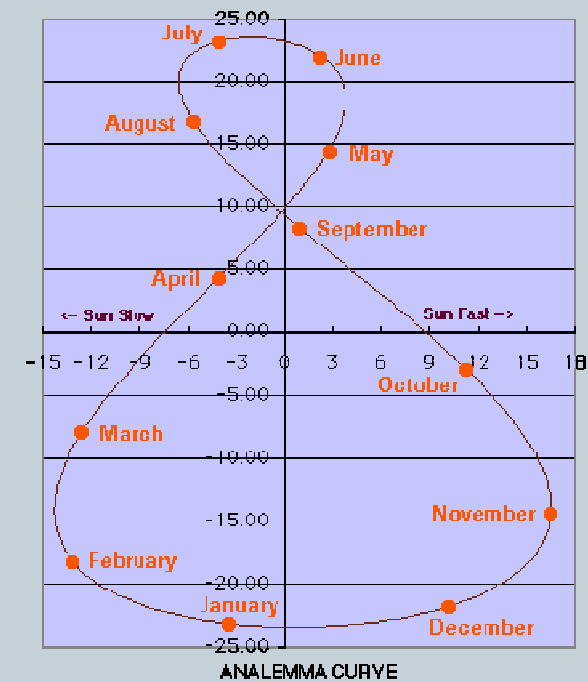 25.00
July
June
20.00
August
15.00
May
10.00
September
April
5.00
<– Sun Slow
Sun Fast –>
0.00
-15 -12 -9 -6 -3 0 3 6 9 12 15 18
October
-5.00
March
-10.00
November
-15.00
February
-20.00
January
December
-25.00
ANALEMMA CURVE